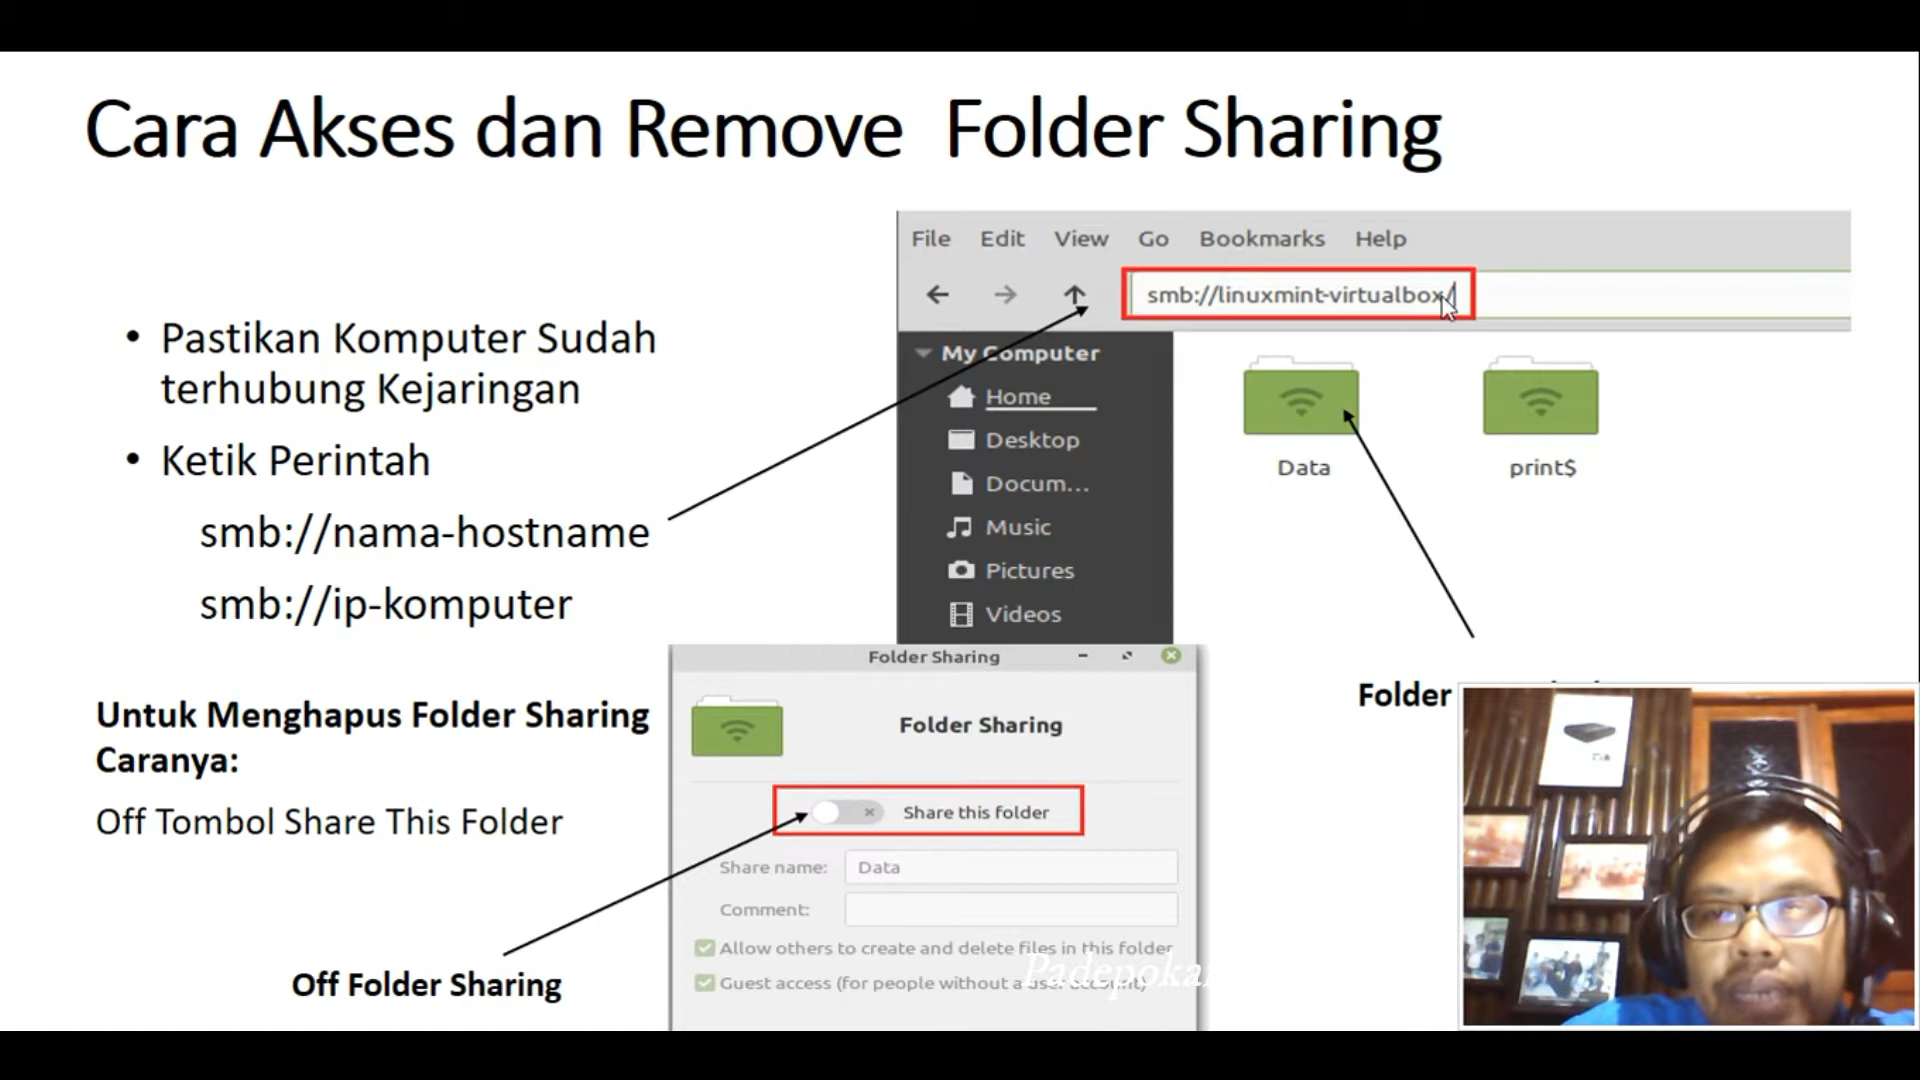 Cara Akses dan Remove Folder Sharing
• Pastikan Komputer Sudah
terhubung Kejaringan
• Ketik Perintah
smb://nama-hostname
smb://ip-komputer
Untuk Menghapus Folder Sharing
Caranya:
Off Tombol Share This Folder
Off Folder Sharing
File Edit View Go Bookmarks Help
smb://linuxmint-virtualbox/
My Computer
Home
Desktop
Docum...
Music
Pictures
Videos
Data
print$
Folder
Folder Sharing
Folder Sharing
Share this folder
Share name: Data
Comment:
Allow others to create and delete files in this folder
Guest access (for people without a user account)